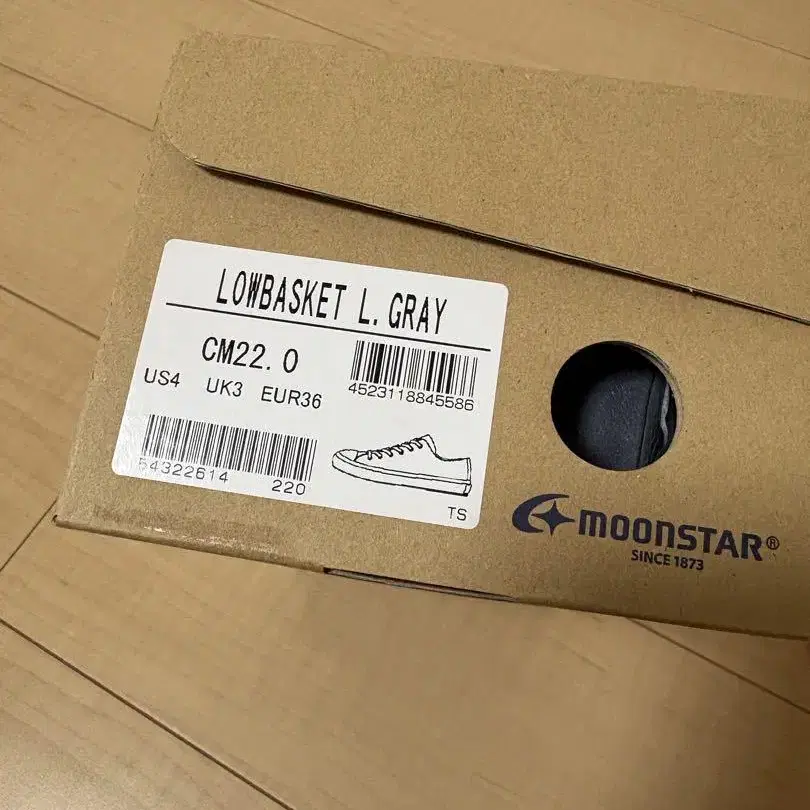 LOWBASKET L.GRAY
CM22.0
4523118845586
US4 UK3 EUR36
54322614 220
TS
MOONSTAR®
SINCE 1873